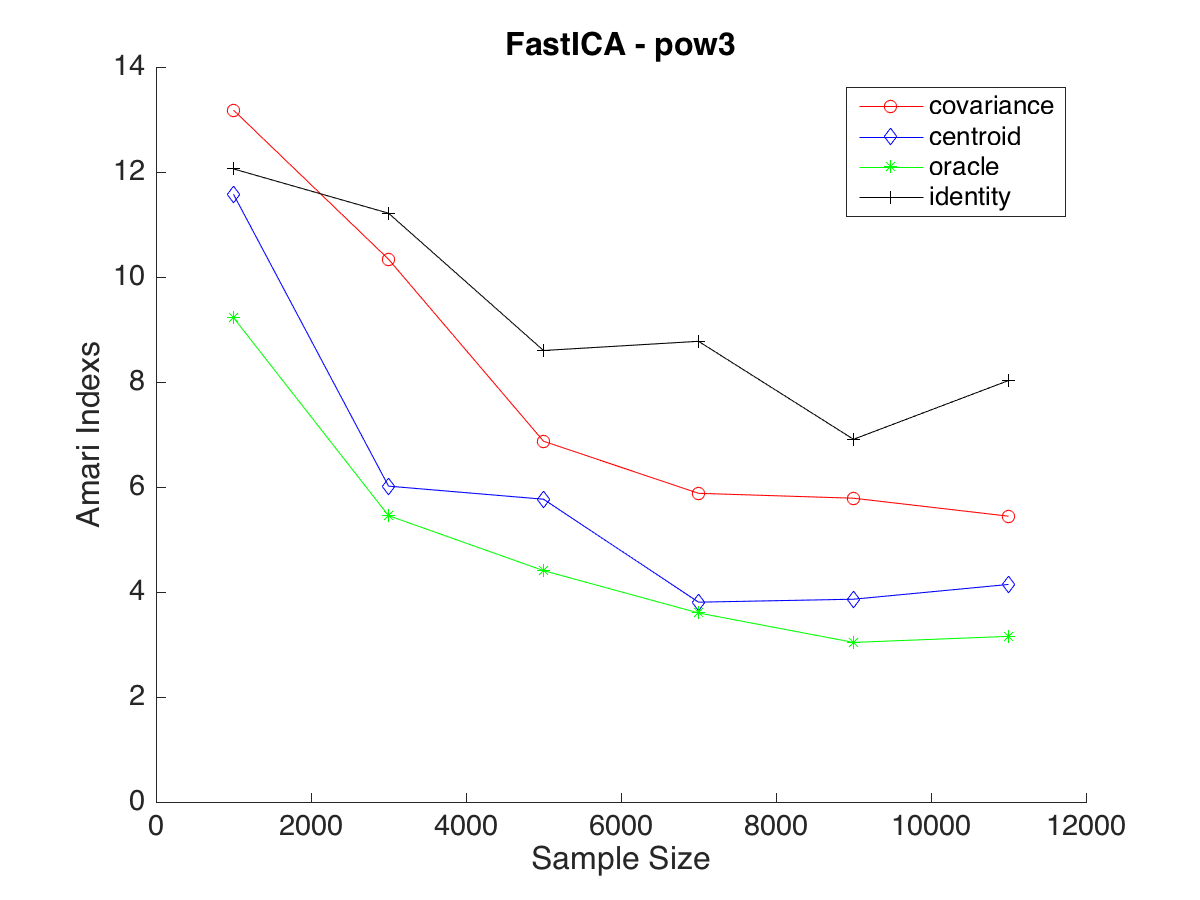 FastICA - pow3
14
12
10
8
6
4
2
0
Amari Indexs
covariance
centroid
oracle
identity
0 2000 4000 6000 8000 10000 12000
Sample Size